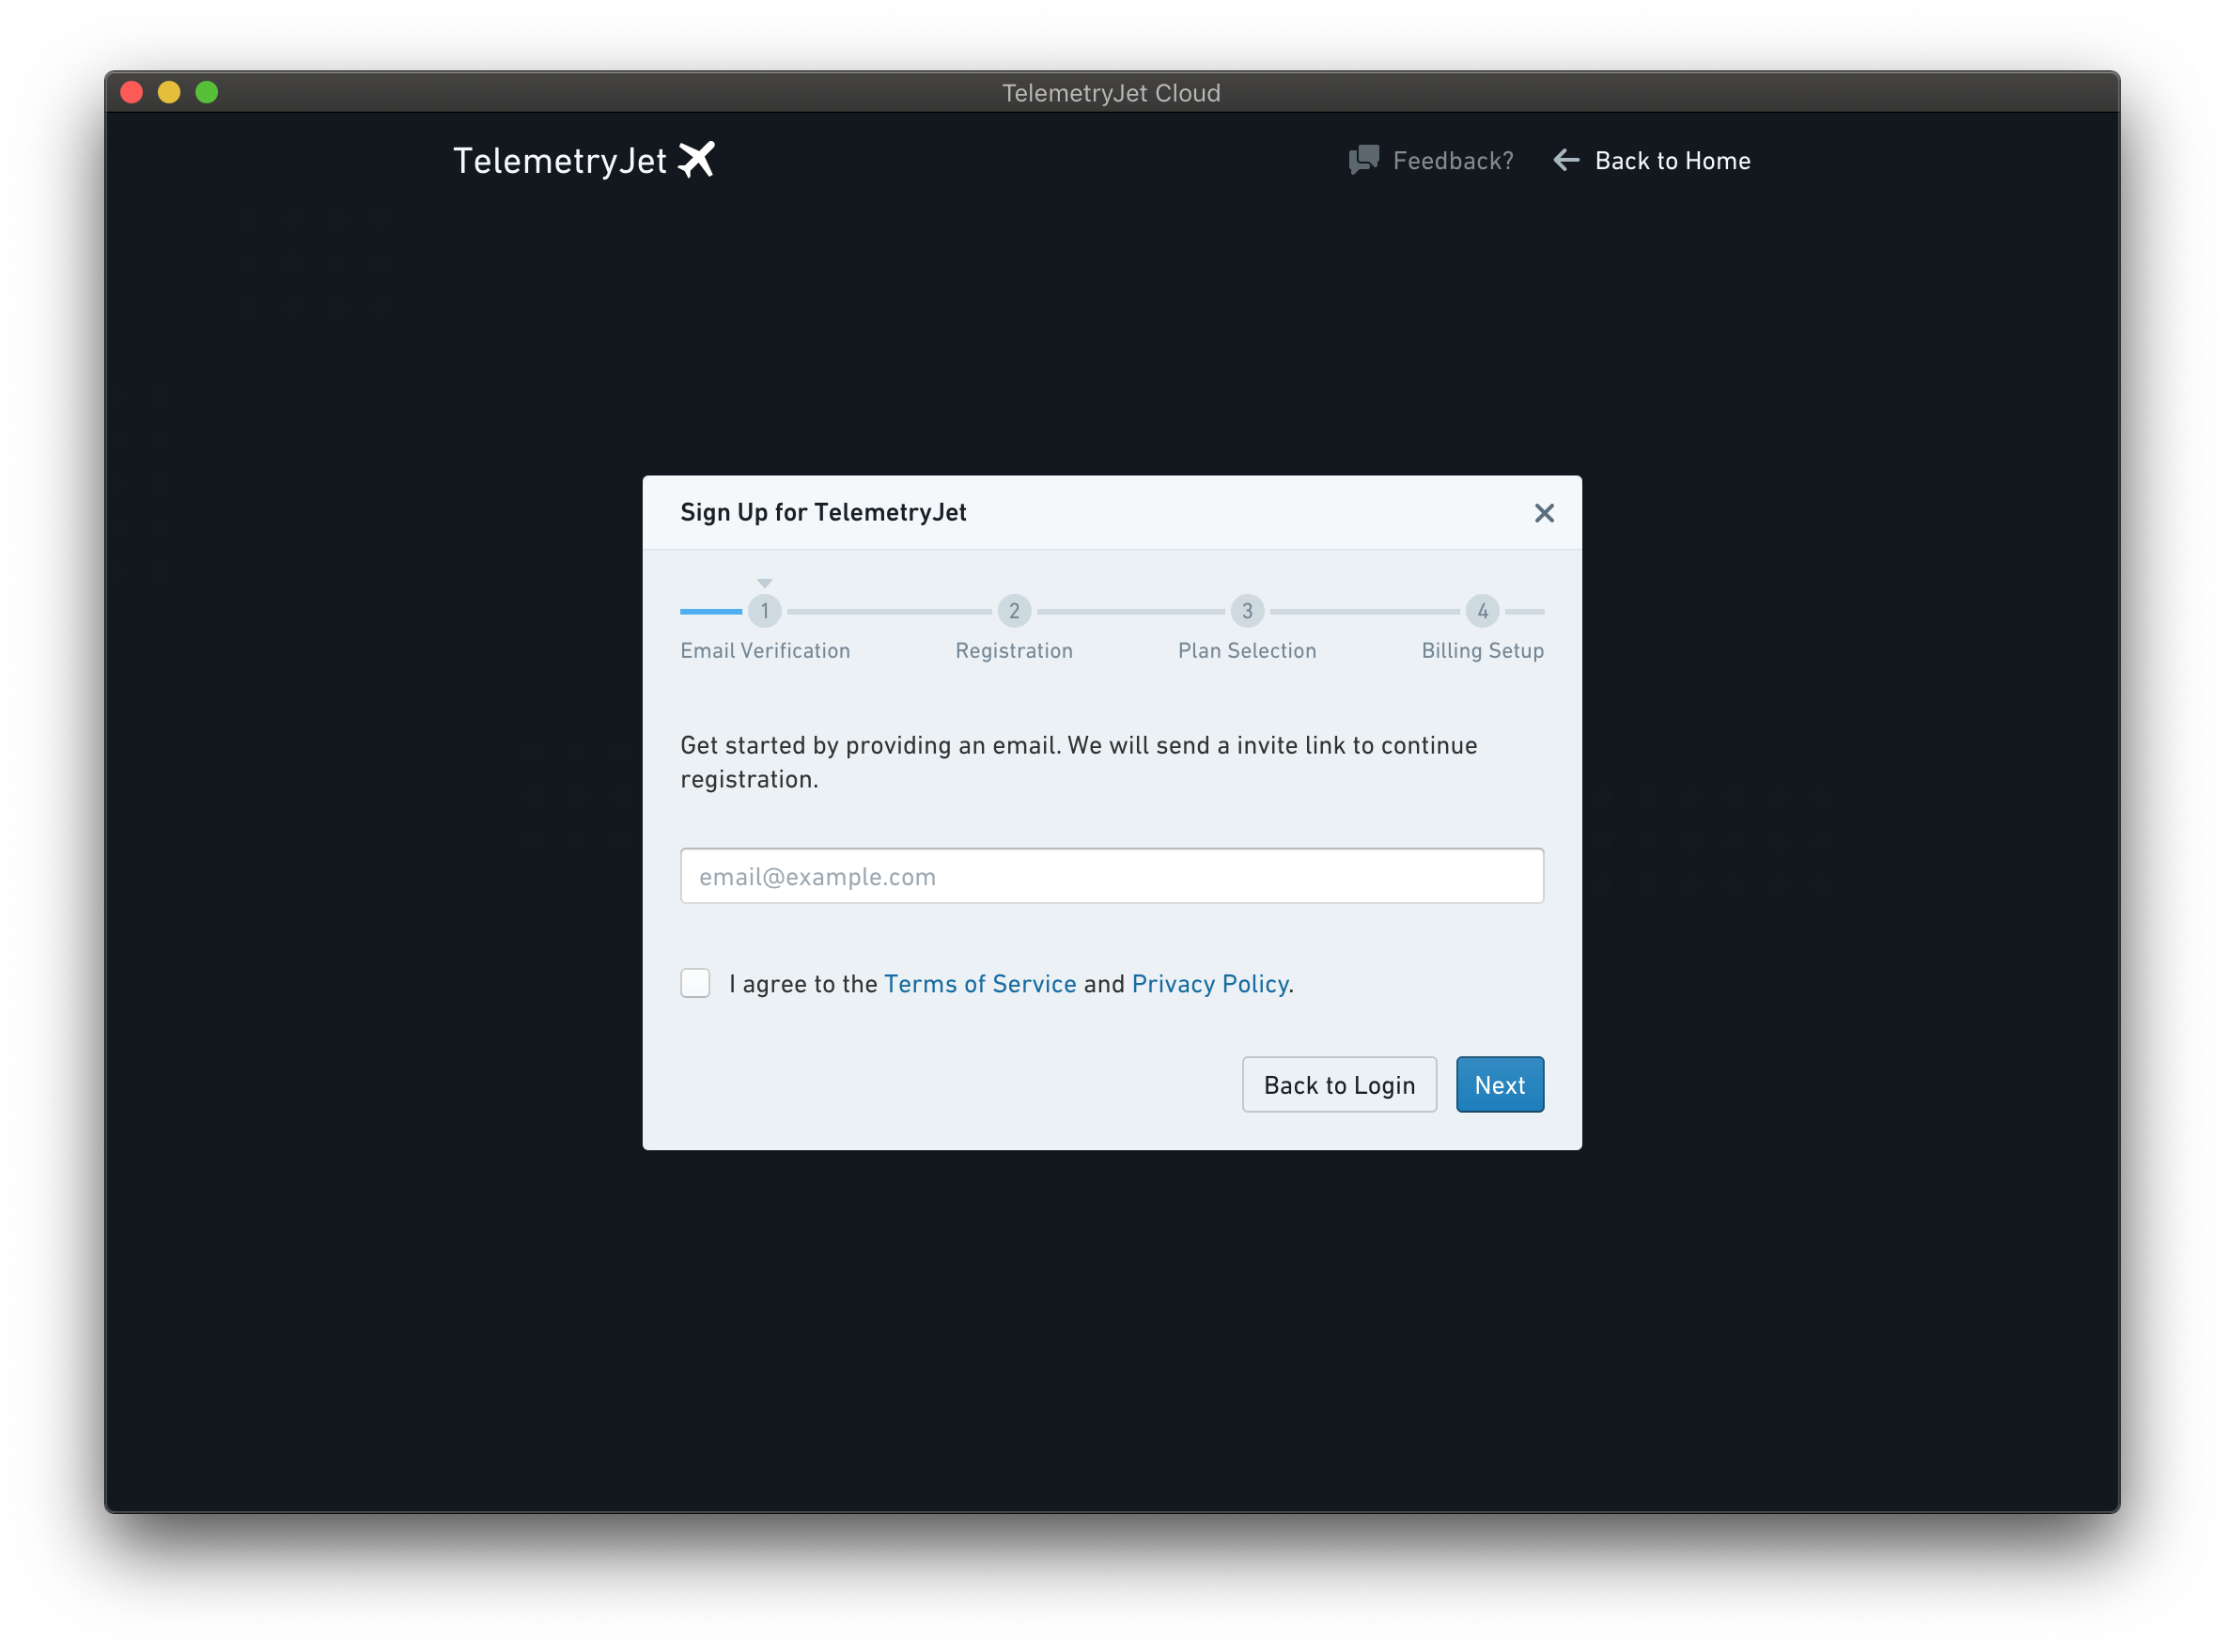 TelemetryJet Cloud
TelemetryJet
Feedback?
Back to Home
Sign Up for TelemetryJet
1
2
3
4
Email Verification
Registration
Plan Selection
Billing Setup
Get started by providing an email. We will send a invite link to continue
registration.
email@example.com
I agree to the Terms of Service and Privacy Policy.
Back to Login
Next